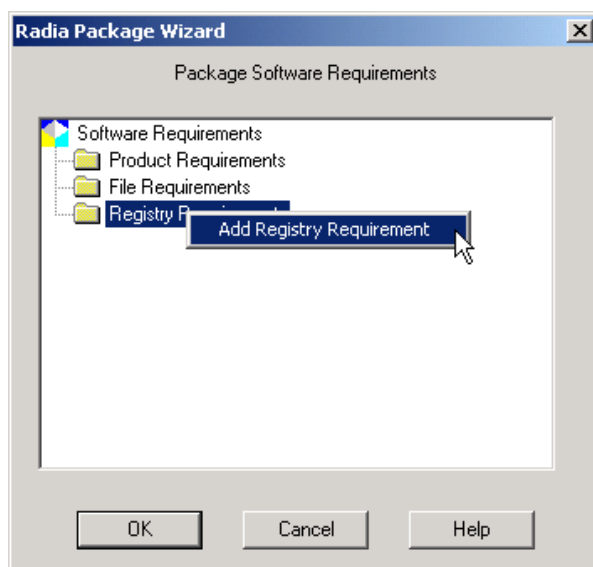 Radia Package Wizard
Package Software Requirements
Software Requirements
Product Requirements
File Requirements
Registry
Add Registry Requirement
OK
Cancel
Help